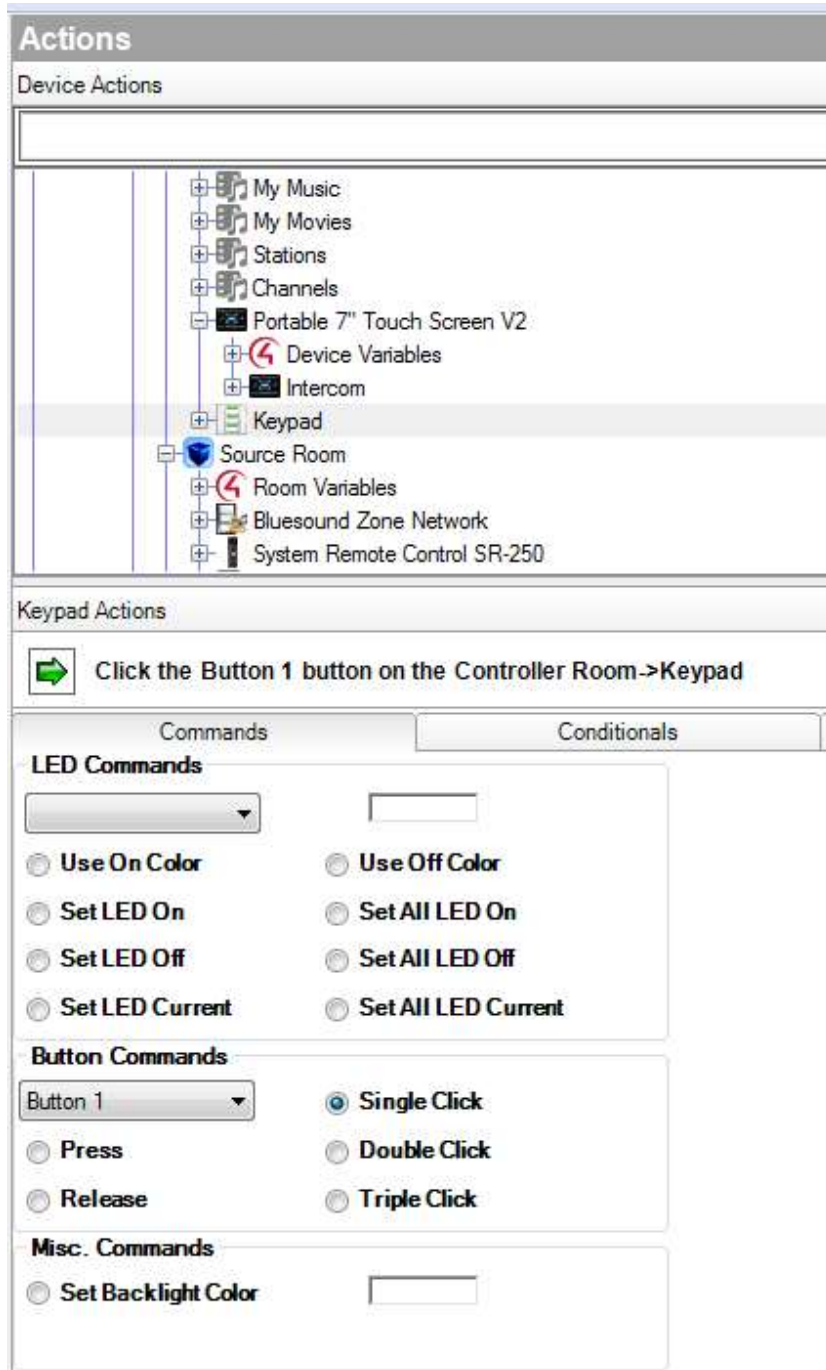 Actions
Device Actions
My Music
My Movies
Stations
Channels
Portable 7" Touch Screen V2
Device Variables
Intercom
Keypad
Source Room
Room Variables
Bluesound Zone Network
System Remote Control SR-250
Keypad Actions
Click the Button 1 button on the Controller Room->Keypad
Commands Conditionals
LED Commands
Use On Color Use Off Color
Set LED On Set All LED On
Set LED Off Set All LED Off
Set LED Current Set All LED Current
Button Commands
Button 1 Single Click
Press Double Click
Release Triple Click
Misc. Commands
Set Backlight Color